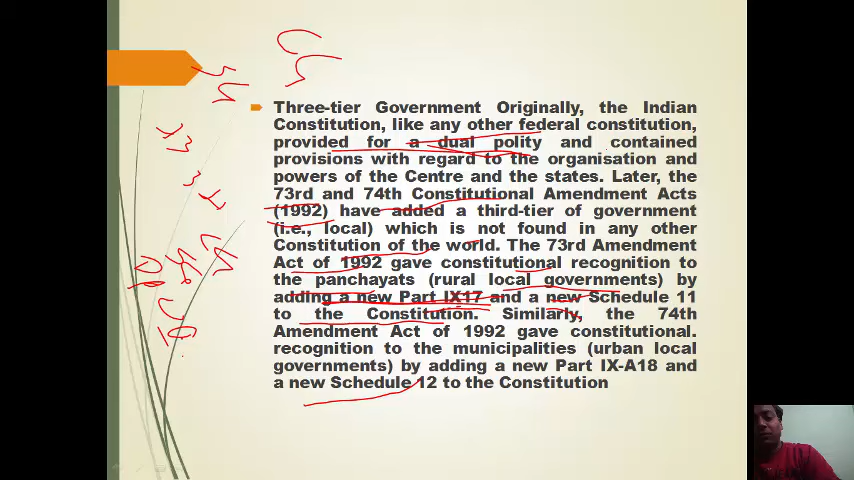 Three-tier Government Originally, the Indian
Constitution, like any other federal constitution,
provided for a dual polity and contained
provisions with regard to the organisation and
powers of the Centre and the states. Later, the
73rd and 74th Constitutional Amendment Acts
(1992) have added a third-tier of government
(i.e., local) which is not found in any other
Constitution of the world. The 73rd Amendment
Act of 1992 gave constitutional recognition to
the panchayats (rural local governments) by
adding a new Part IX17 and a new Schedule 11
to the Constitution. Similarly, the 74th
Amendment Act of 1992 gave constitutional.
recognition to the municipalities (urban local
governments) by adding a new Part IX-A18 and
a new Schedule 12 to the Constitution